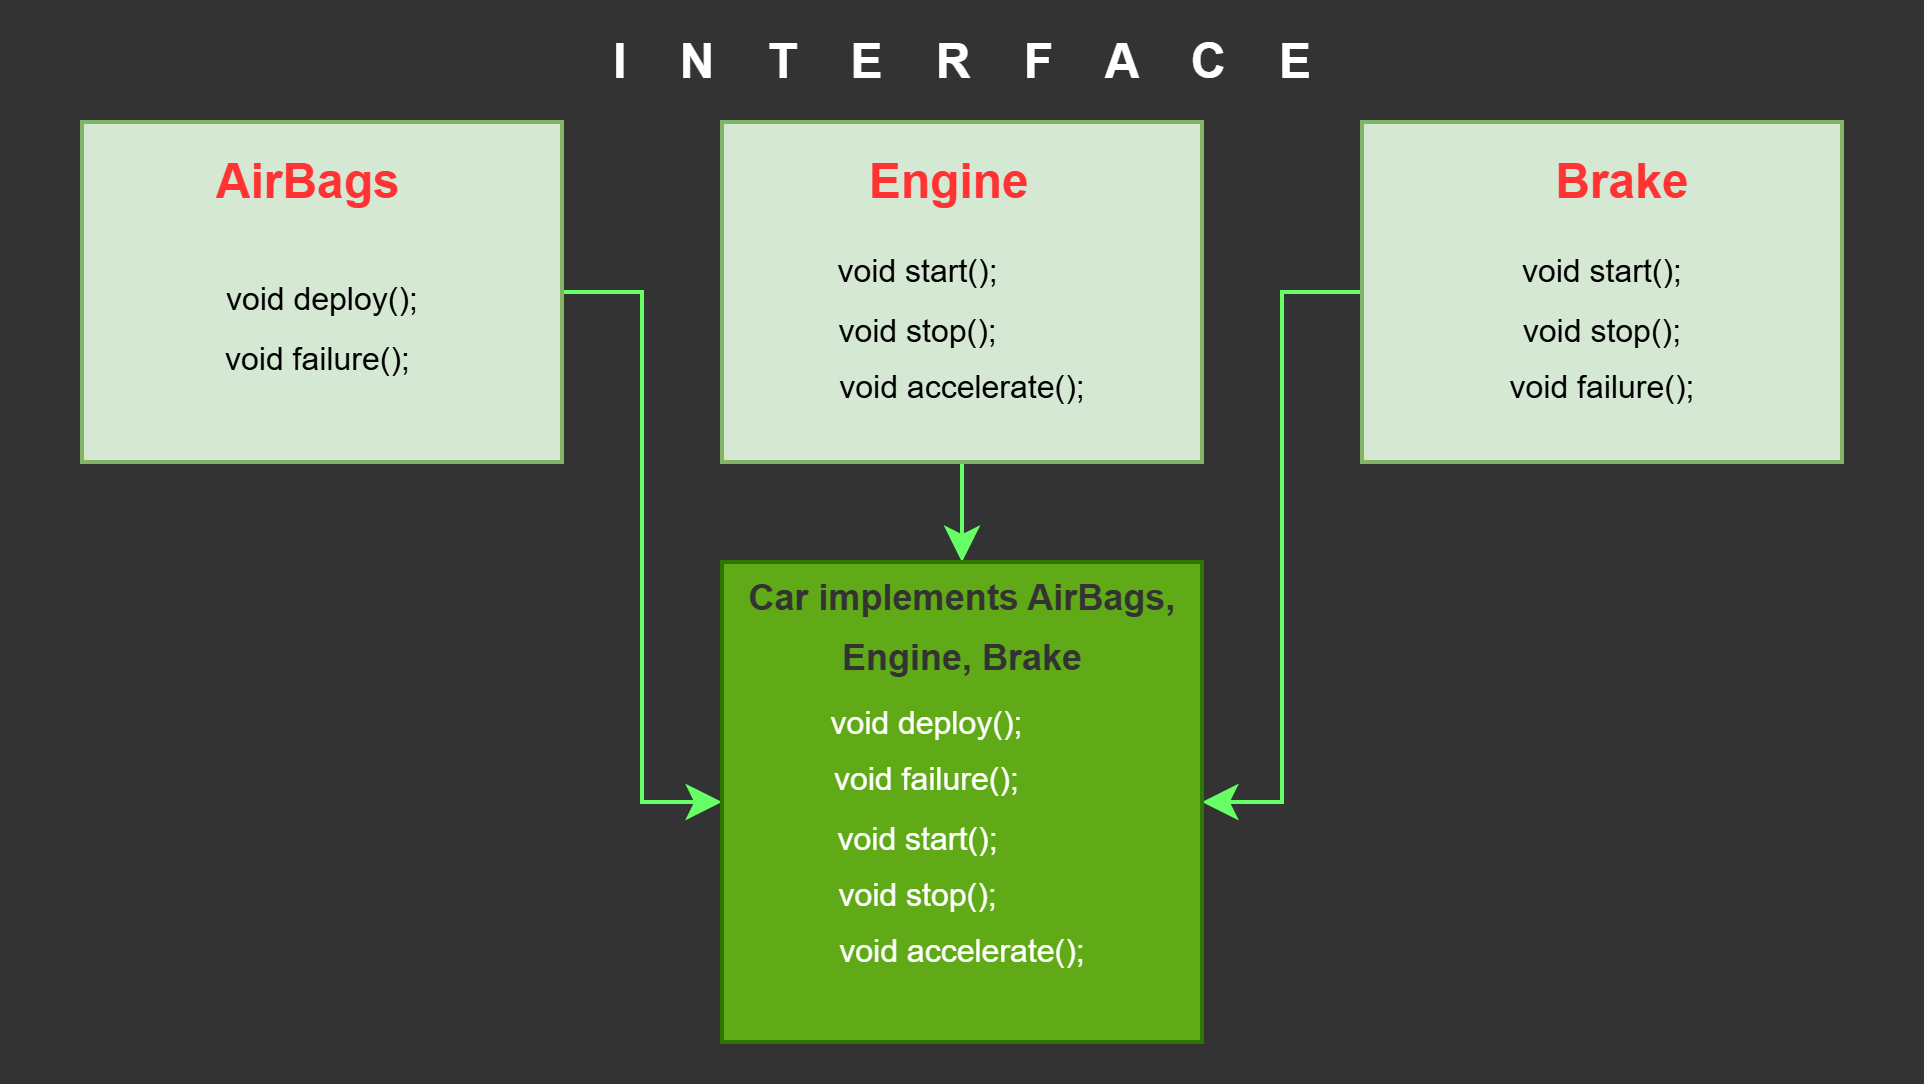 I N T E R F A C E
AirBags
void deploy();
void failure();
Engine
void start();
void stop();
void accelerate();
Brake
void start();
void stop();
void failure();
Car implements AirBags,
Engine, Brake
void deploy();
void failure();
void start();
void stop();
void accelerate();